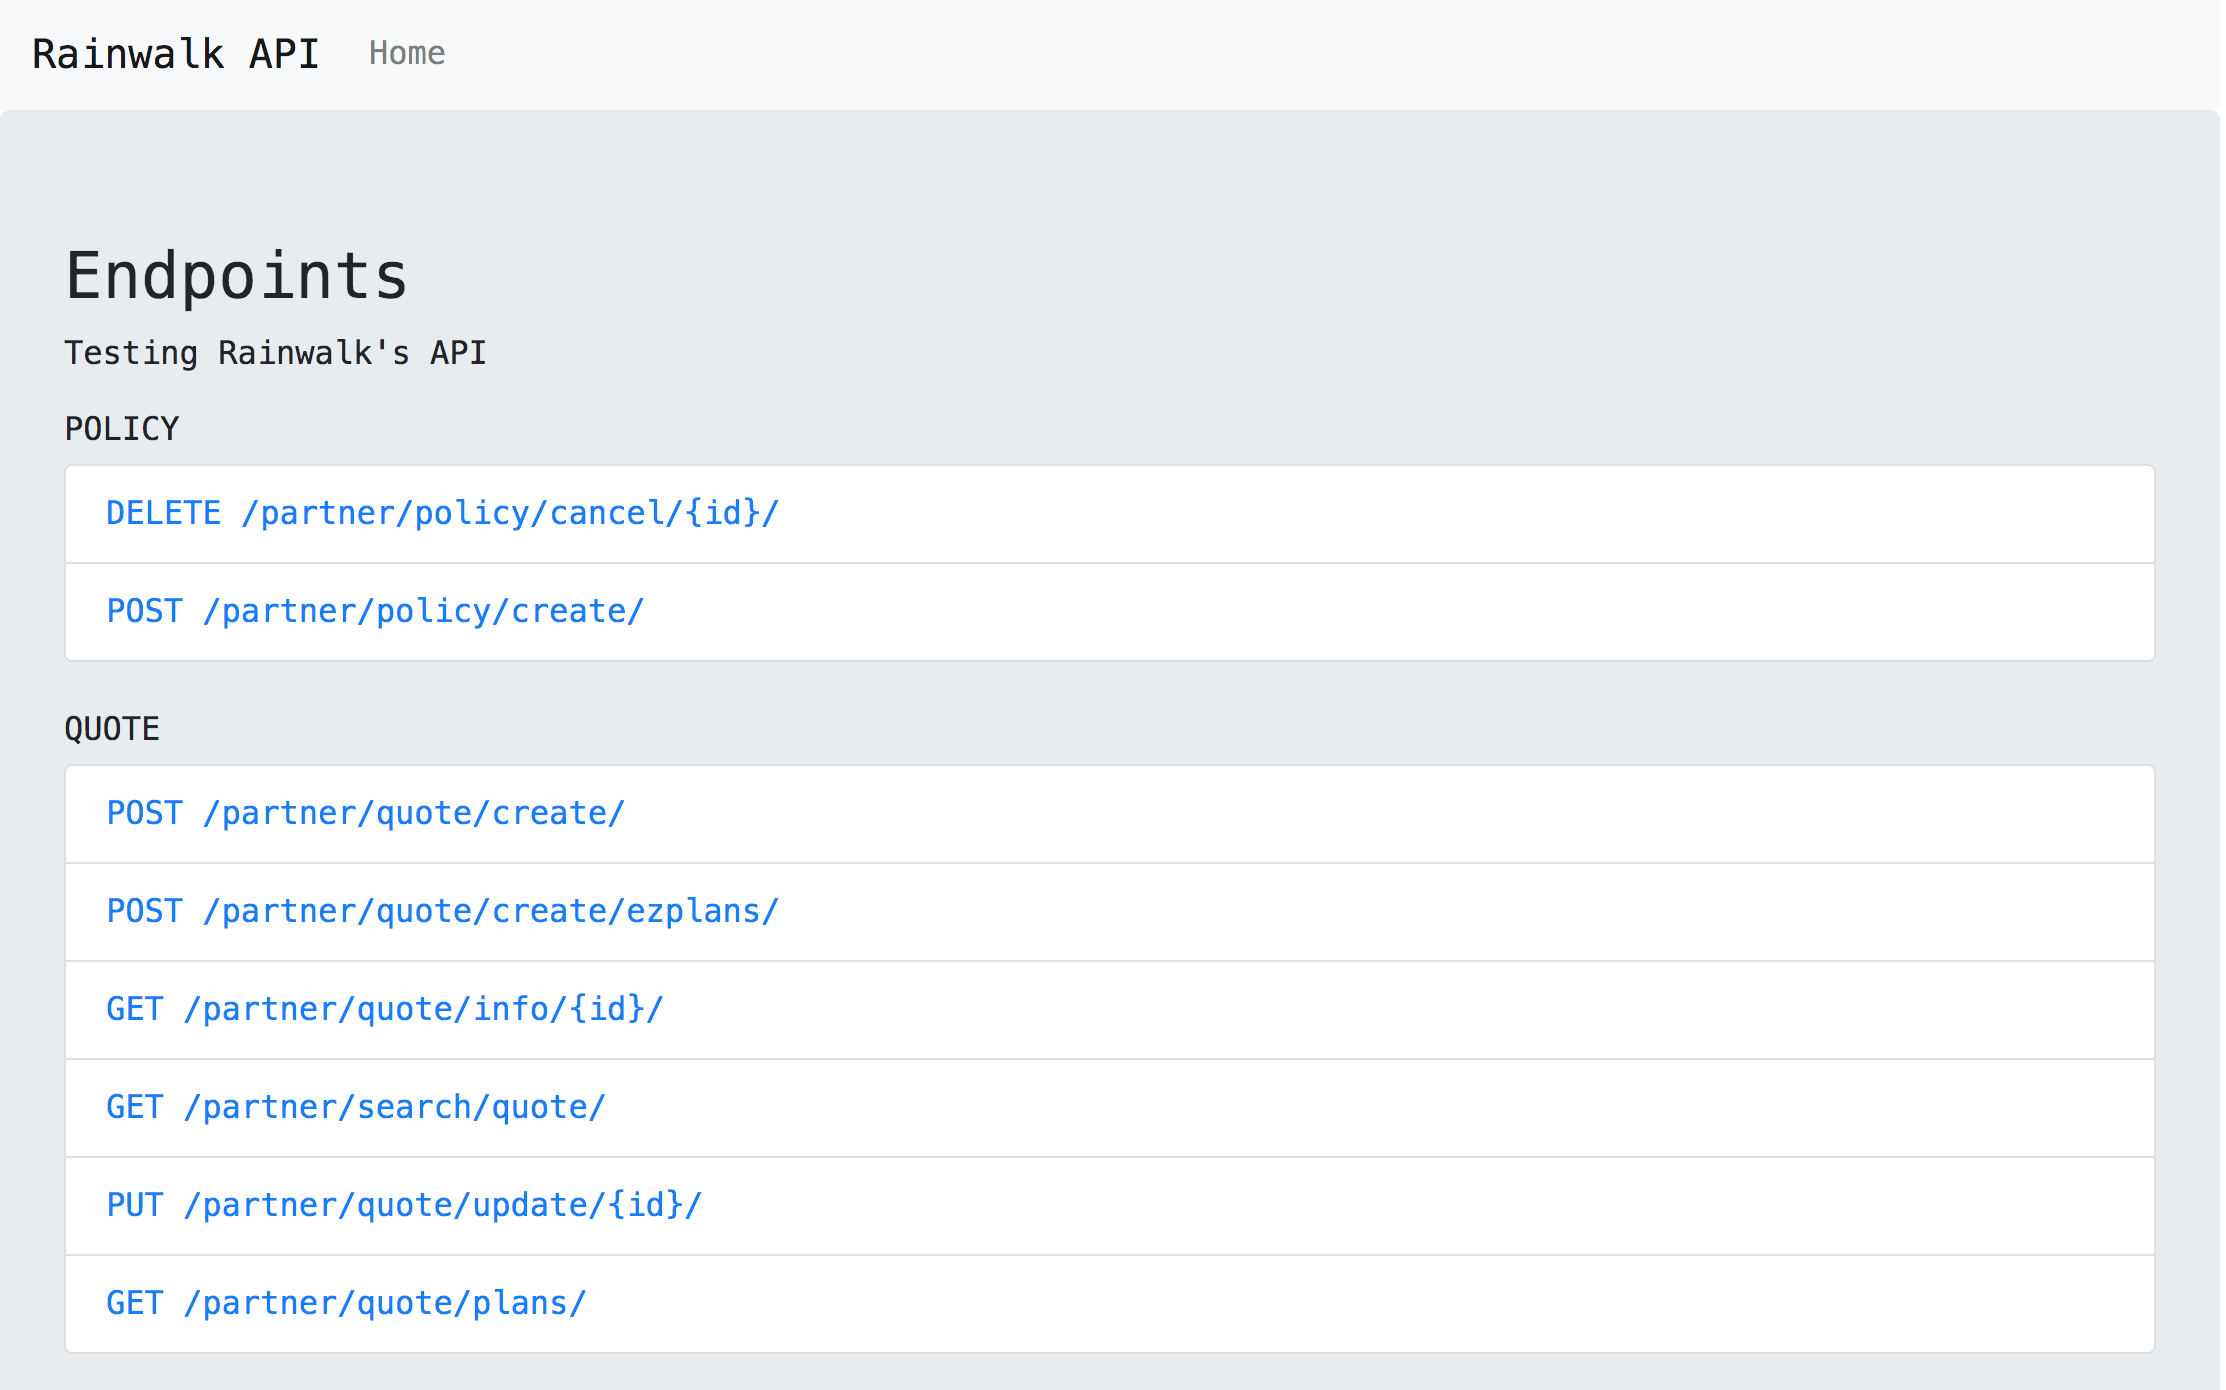 Rainwalk API Home
Endpoints
Testing Rainwalk's API
POLICY
DELETE /partner/policy/cancel/{id}/
POST /partner/policy/create/
QUOTE
POST /partner/quote/create/
POST /partner/quote/create/ezplans/
GET /partner/quote/info/{id}/
GET /partner/search/quote/
PUT /partner/quote/update/{id}/
GET /partner/quote/plans/